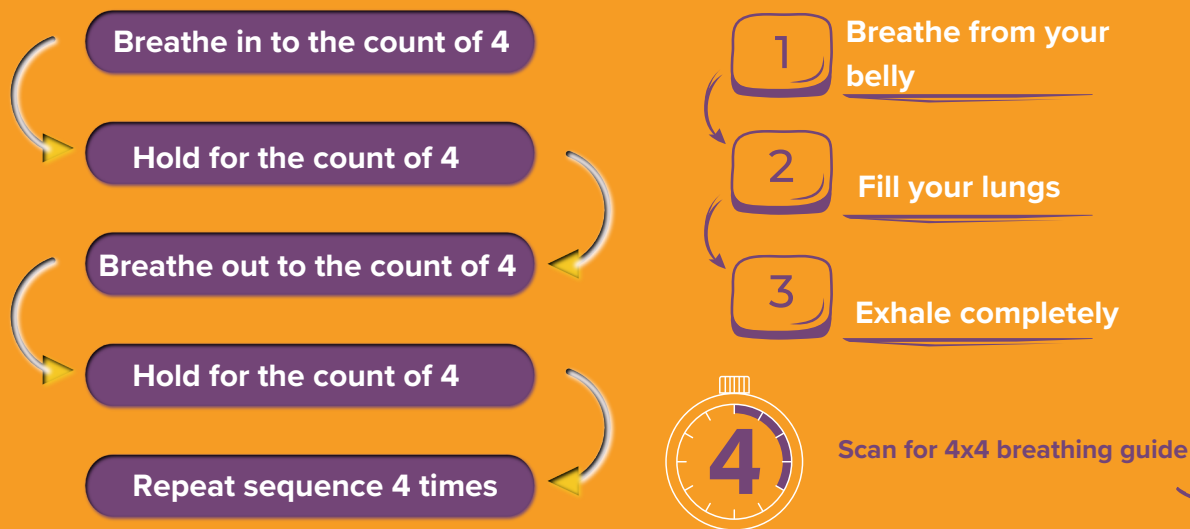 Breathe in to the count of 4
Hold for the count of 4
Breathe out to the count of 4
Hold for the count of 4
Repeat sequence 4 times
1
Breathe from your
belly
2
Fill your lungs
3
Exhale completely
4
Scan for 4x4 breathing guide